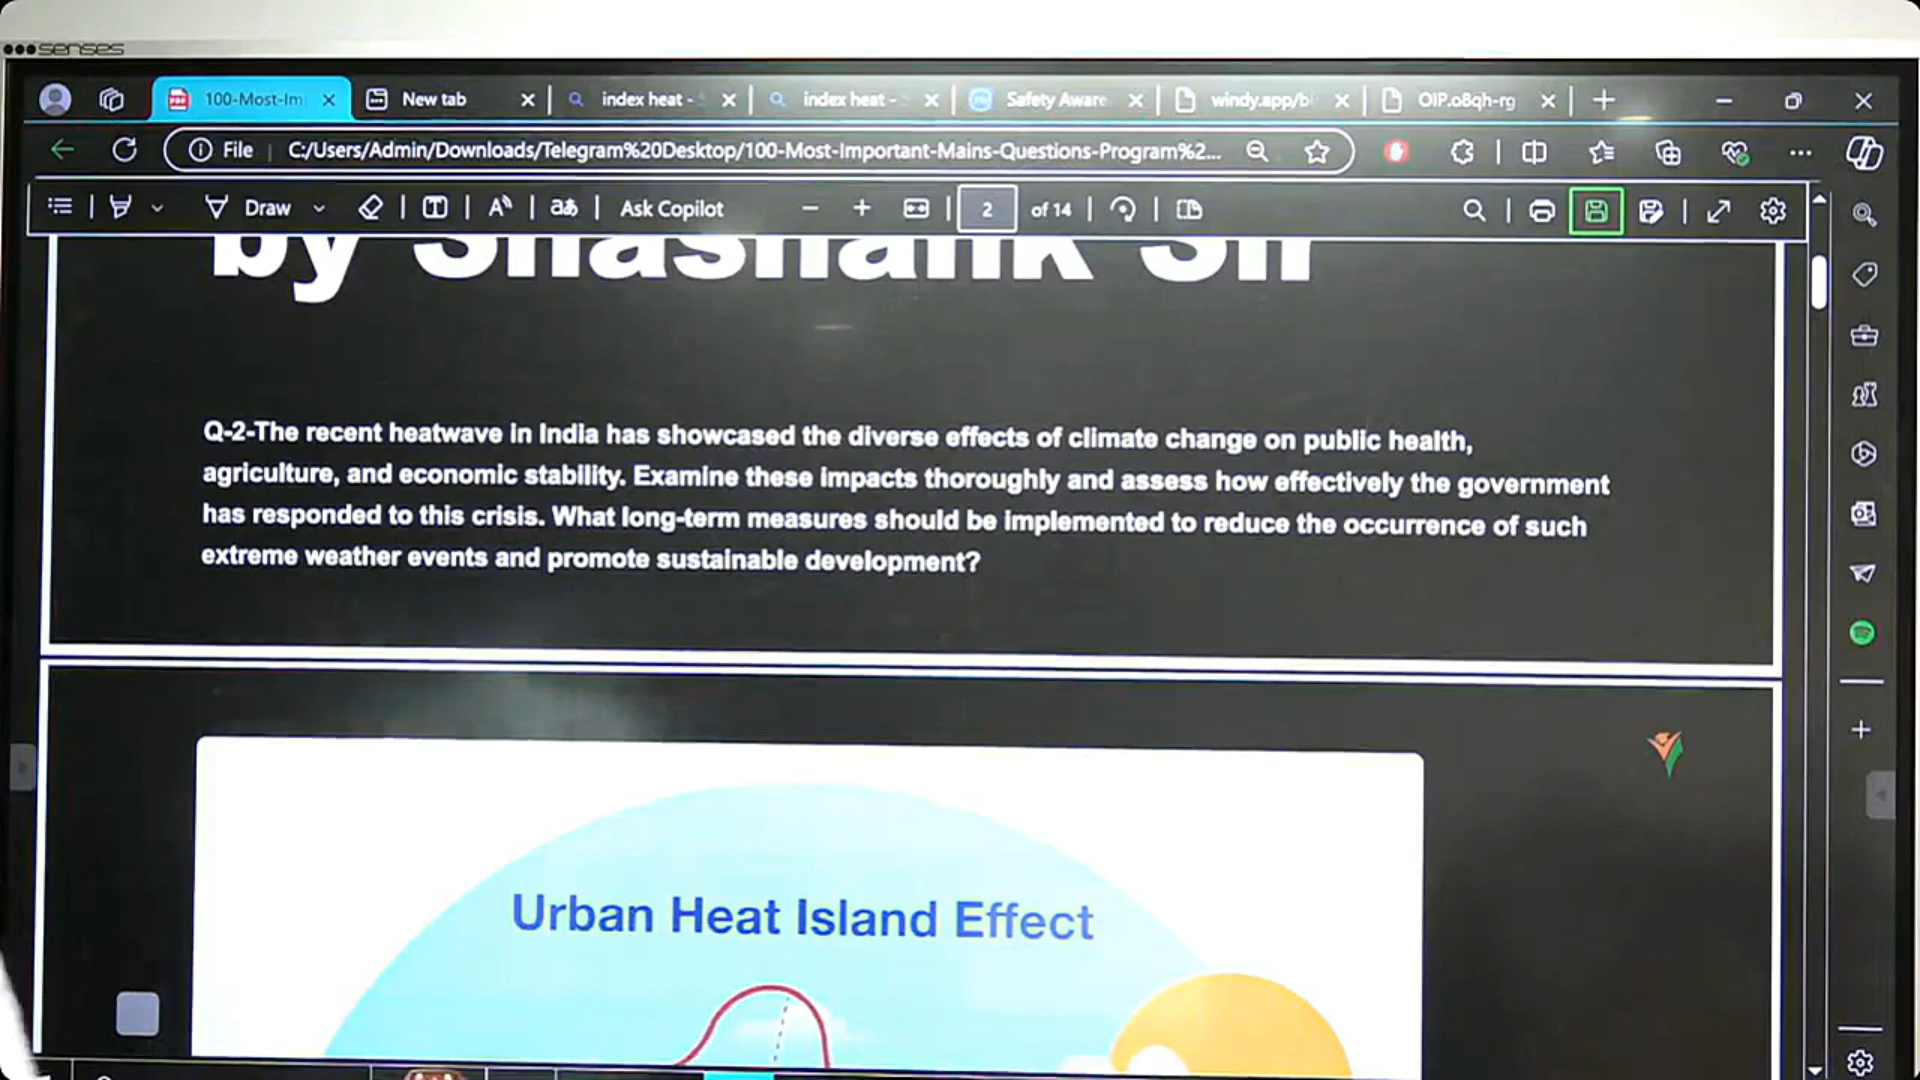 senses
100-Most-Im
New tab
index heat -
index heat -
Safety Aware
windy.app/b
OIP.o8qh-rg
File
C:/Users/Admin/Downloads/Telegram%20Desktop/100-Most-Important-Mains-Questions-Program%2...
Draw
Ask Copilot
2
of 14
by Shashank Sir
Q-2-The recent heatwave in India has showcased the diverse effects of climate change on public health,
agriculture, and economic stability. Examine these impacts thoroughly and assess how effectively the government
has responded to this crisis. What long-term measures should be implemented to reduce the occurrence of such
extreme weather events and promote sustainable development?
Urban Heat Island Effect